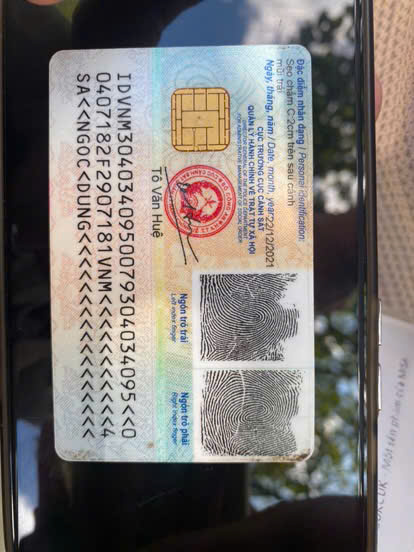 Đặc điểm nhân dạng / Personal identification:
Sẹo chấm C:2cm trên sau cánh
mũi trái
Ngày, tháng, năm / Date, month, year: 22/12/2021
CỤC TRƯỞNG CỤC CẢNH SÁT
QUẢN LÝ HÀNH CHÍNH VỀ TRẬT TỰ XÃ HỘI
Tô Văn Huệ
Ngón trỏ trái
Left index finger
Ngón trỏ phải
Right index finger
IDVNM3040340950079304034095<<0
0407182F2907181VNM<<<<<<<<<<<4
SA<<NGOC